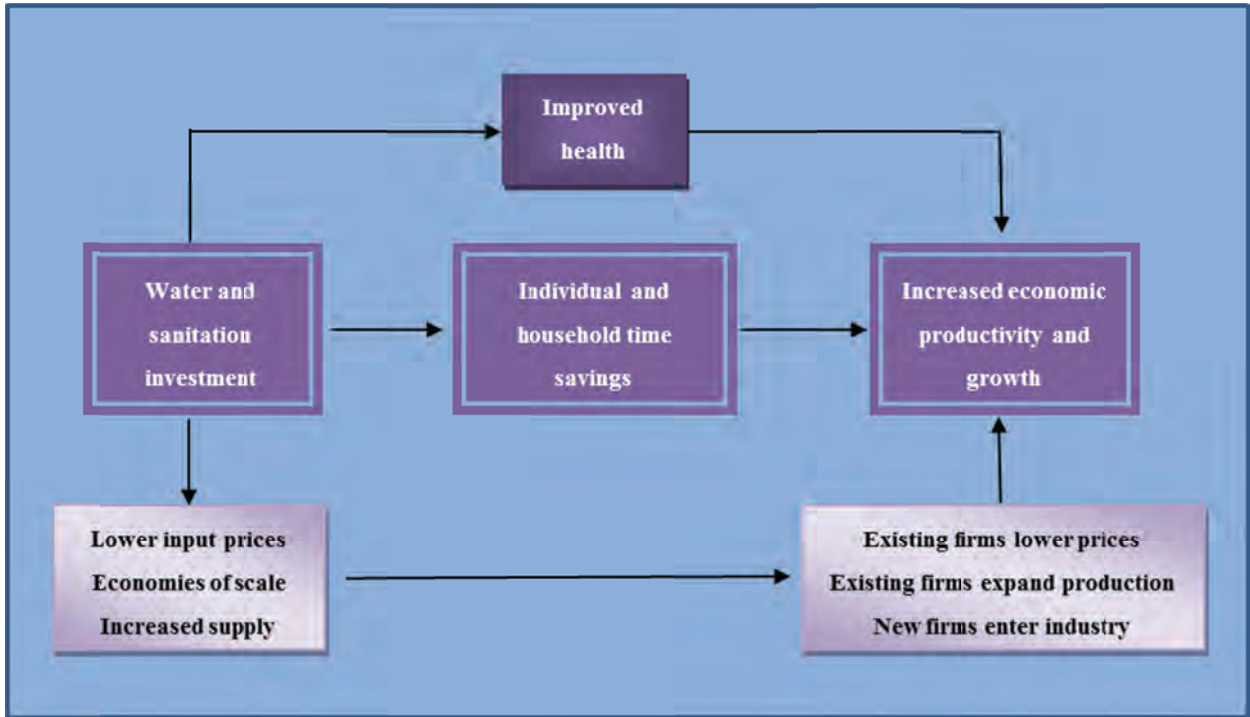 Improved
health
Water and
sanitation
investment
Individual and
household time
savings
Increased economic
productivity and
growth
Lower input prices
Economies of scale
Increased supply
Existing firms lower prices
Existing firms expand production
New firms enter industry